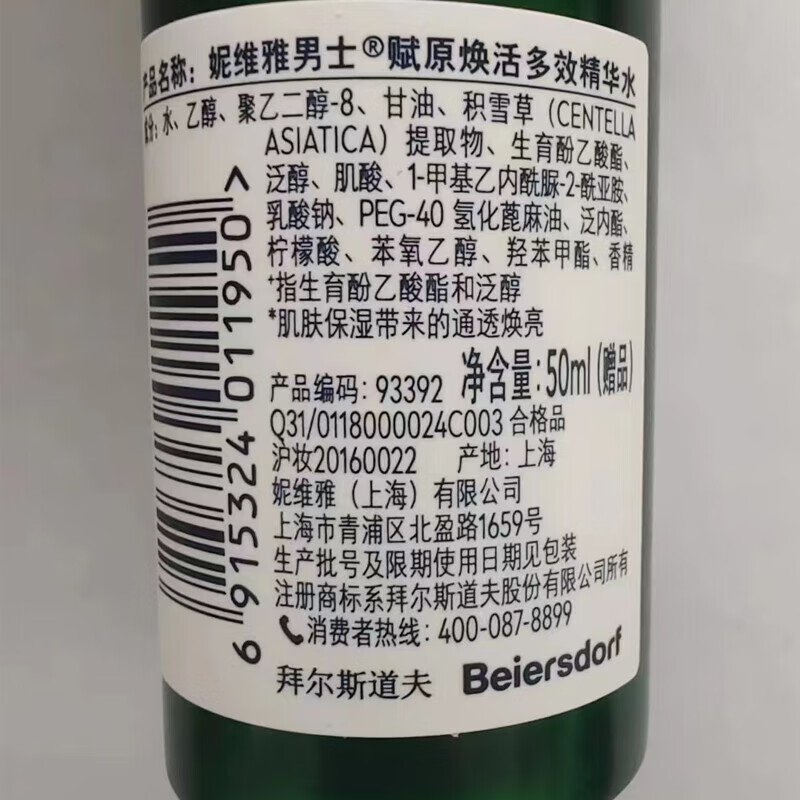 产品名称：妮维雅男士®赋原焕活多效精华水
成分：水、乙醇、聚乙二醇-8、甘油、积雪草（CENTELLA
ASIATICA）提取物、生育酚乙酸酯、
泛醇、肌酸、1-甲基乙内酰脲-2-酰亚胺、
乳酸钠、PEG-40 氢化蓖麻油、泛内酯、
柠檬酸、苯氧乙醇、羟苯甲酯、香精
⁺指生育酚乙酸酯和泛醇
*肌肤保湿带来的通透焕亮
产品编码：93392 净含量：50ml（赠品）
Q31/0118000024C003 合格品
沪妆20160022 产地：上海
妮维雅（上海）有限公司
上海市青浦区北盈路1659号
生产批号及限期使用日期见包装
注册商标系拜尔斯道夫股份有限公司所有
消费者热线：400-087-8899
拜尔斯道夫 Beiersdorf
6 915324 011950 >